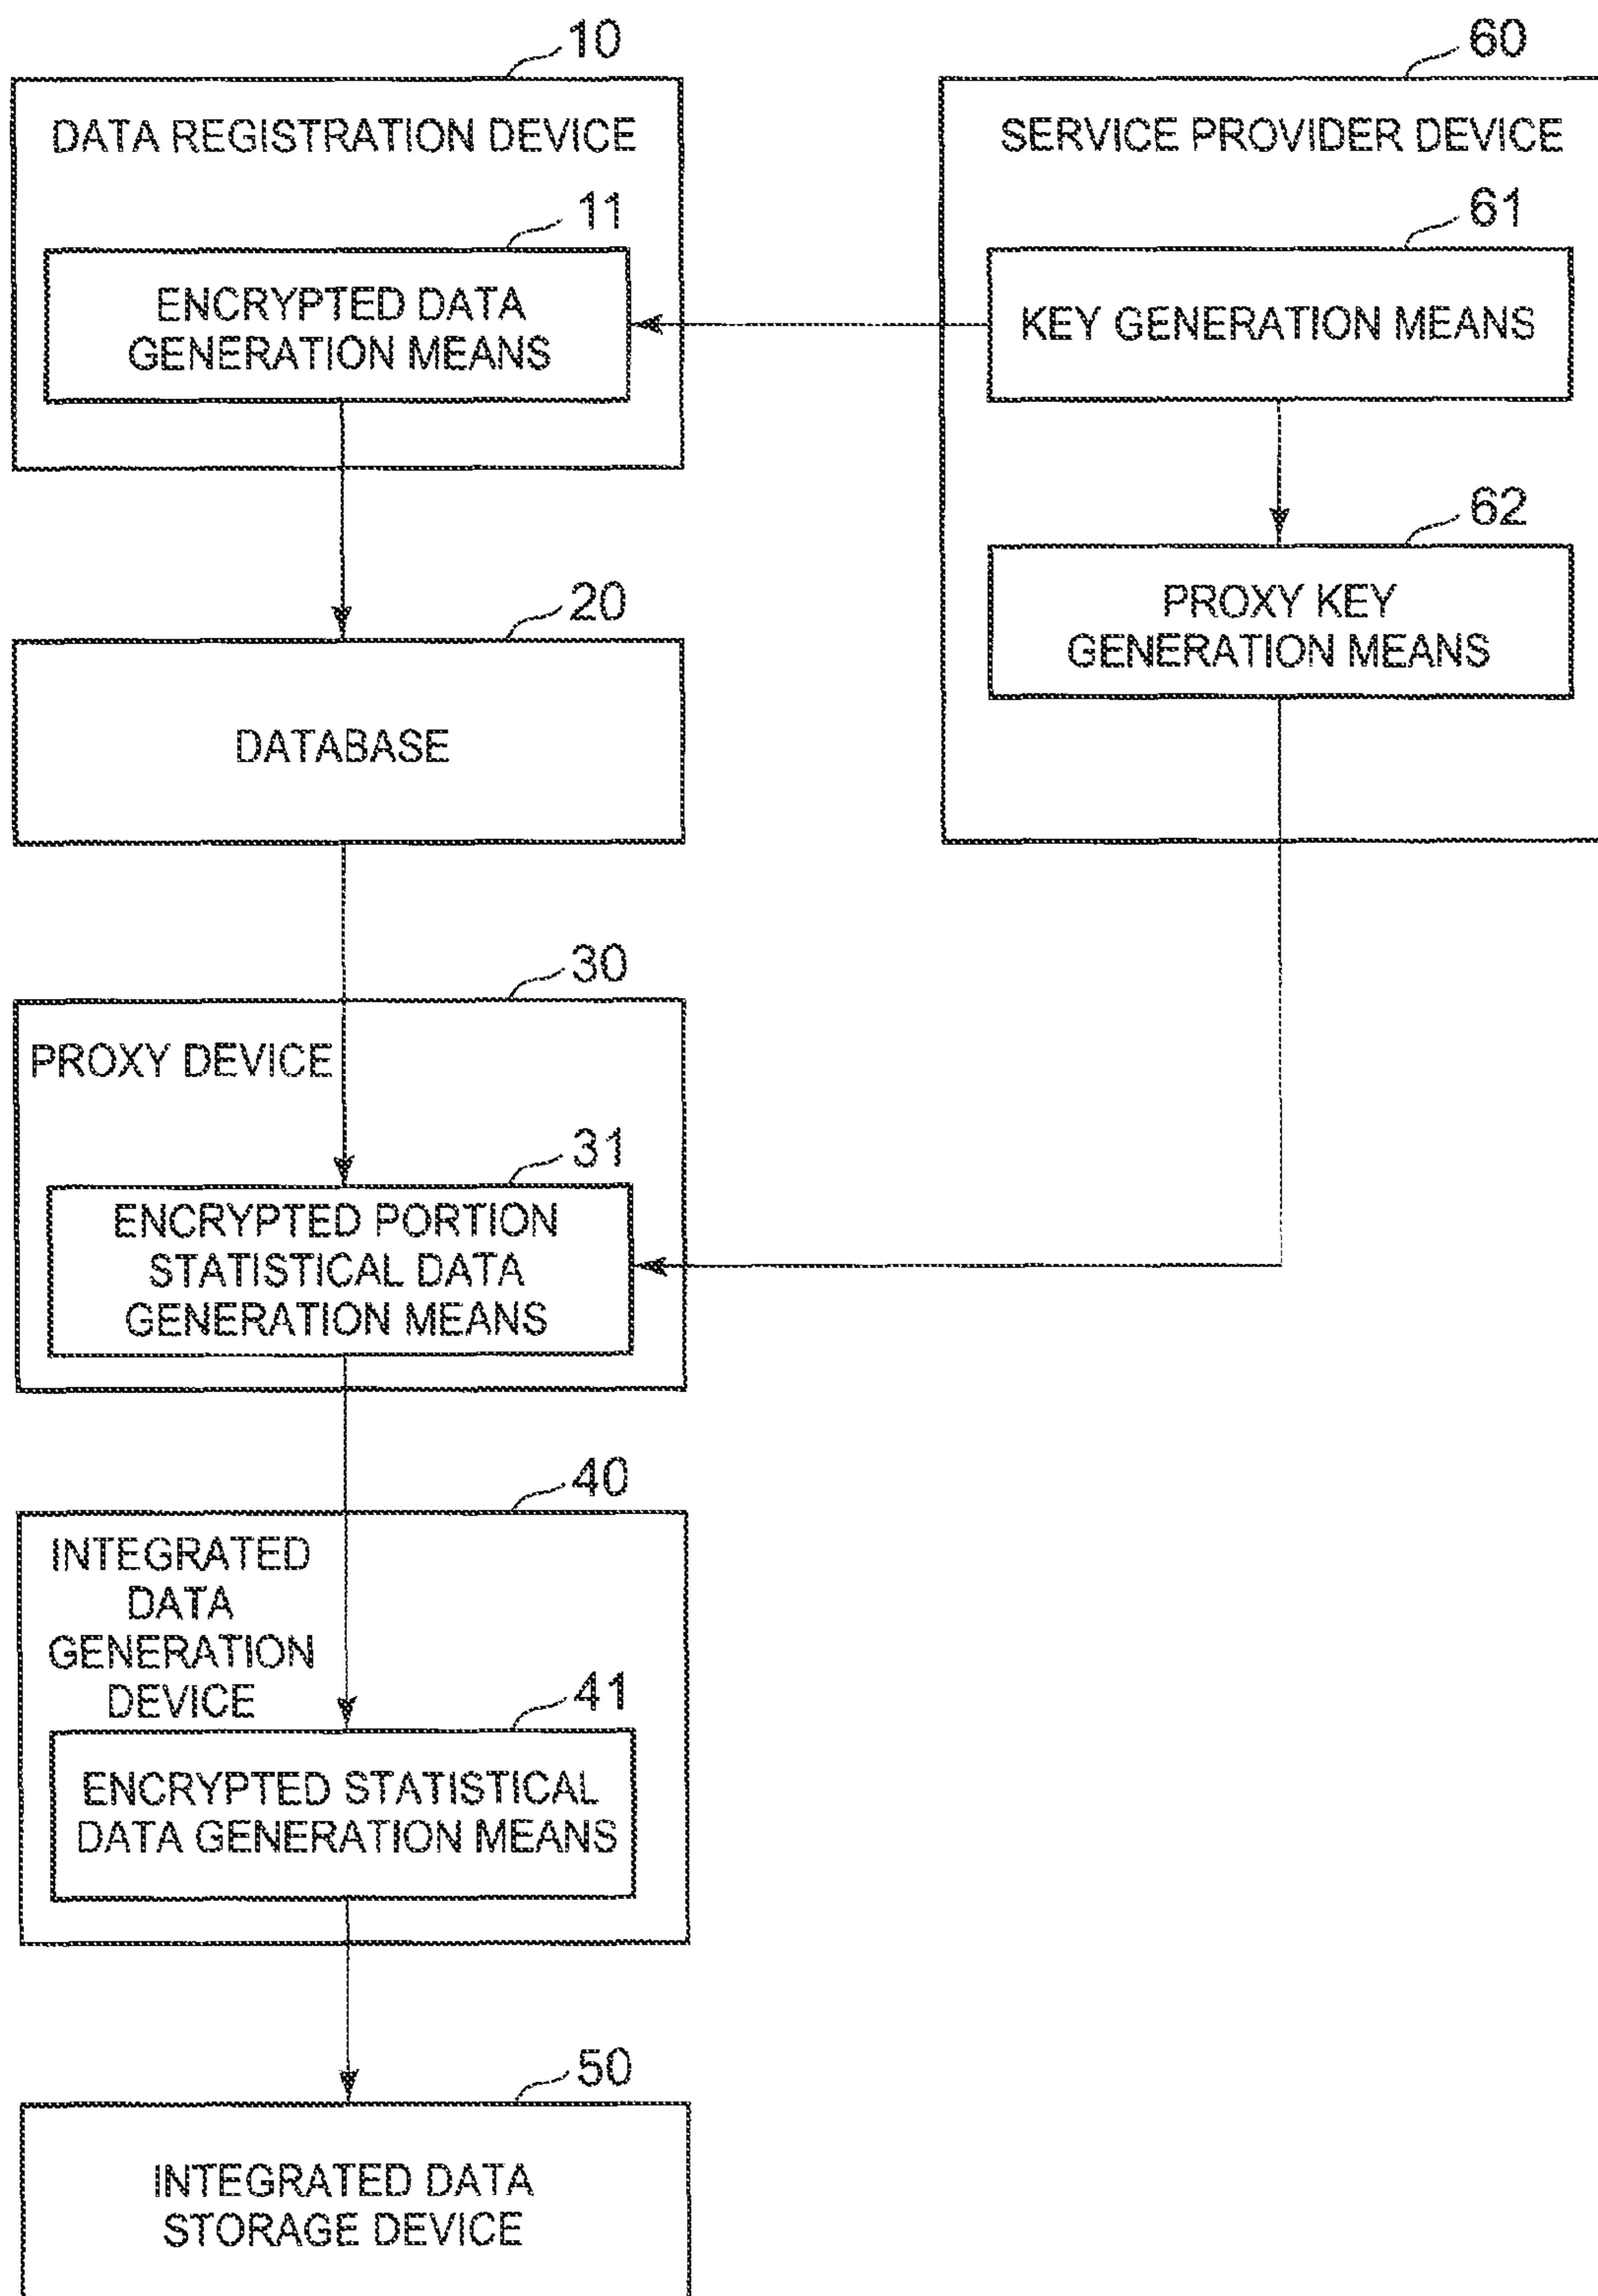 10
DATA REGISTRATION DEVICE
11
ENCRYPTED DATA
GENERATION MEANS
60
SERVICE PROVIDER DEVICE
61
KEY GENERATION MEANS
62
PROXY KEY
GENERATION MEANS
20
DATABASE
30
PROXY DEVICE
31
ENCRYPTED PORTION
STATISTICAL DATA
GENERATION MEANS
40
INTEGRATED
DATA
GENERATION
DEVICE
41
ENCRYPTED STATISTICAL
DATA GENERATION MEANS
50
INTEGRATED DATA
STORAGE DEVICE